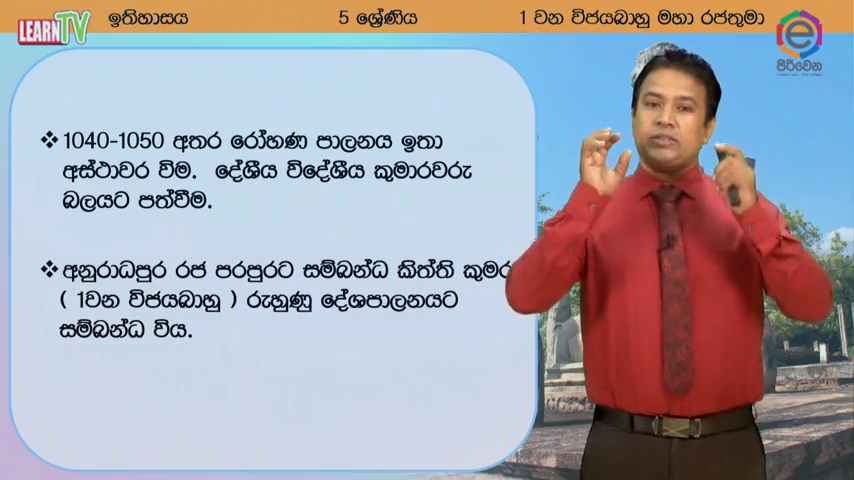 LEARN TV
ඉතිහාසය
5 ශ්‍රේණිය
1 වන විජයබාහු මහා රජතුමා
පිරිවෙන
❖ 1040-1050 අතර රෝහණ පාලනය ඉතා
අස්ථාවර විම. දේශීය විදේශීය කුමාරවරු
බලයට පත්වීම.
❖ අනුරාධපුර රජ පරපුරට සම්බන්ධ කිත්ති කුමරු
( 1වන විජයබාහු ) රුහුණු දේශපාලනයට
සම්බන්ධ විය.